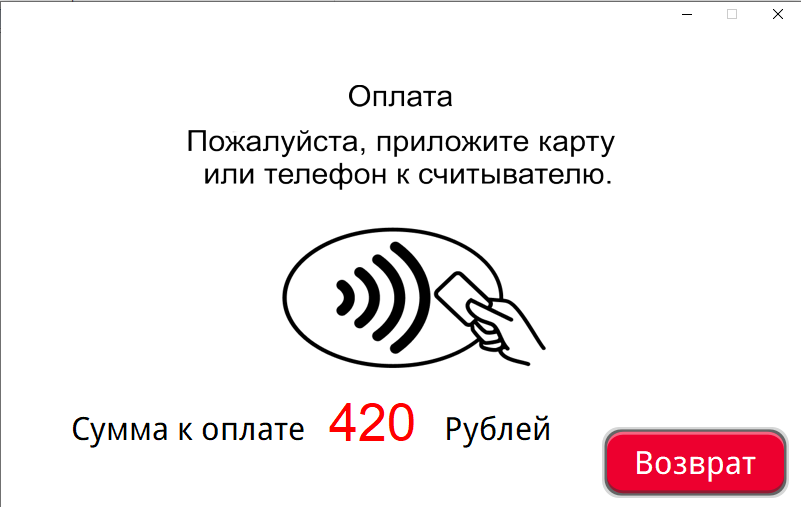 Оплата
Пожалуйста, приложите карту
или телефон к считывателю.
Сумма к оплате 420 Рублей
Возврат